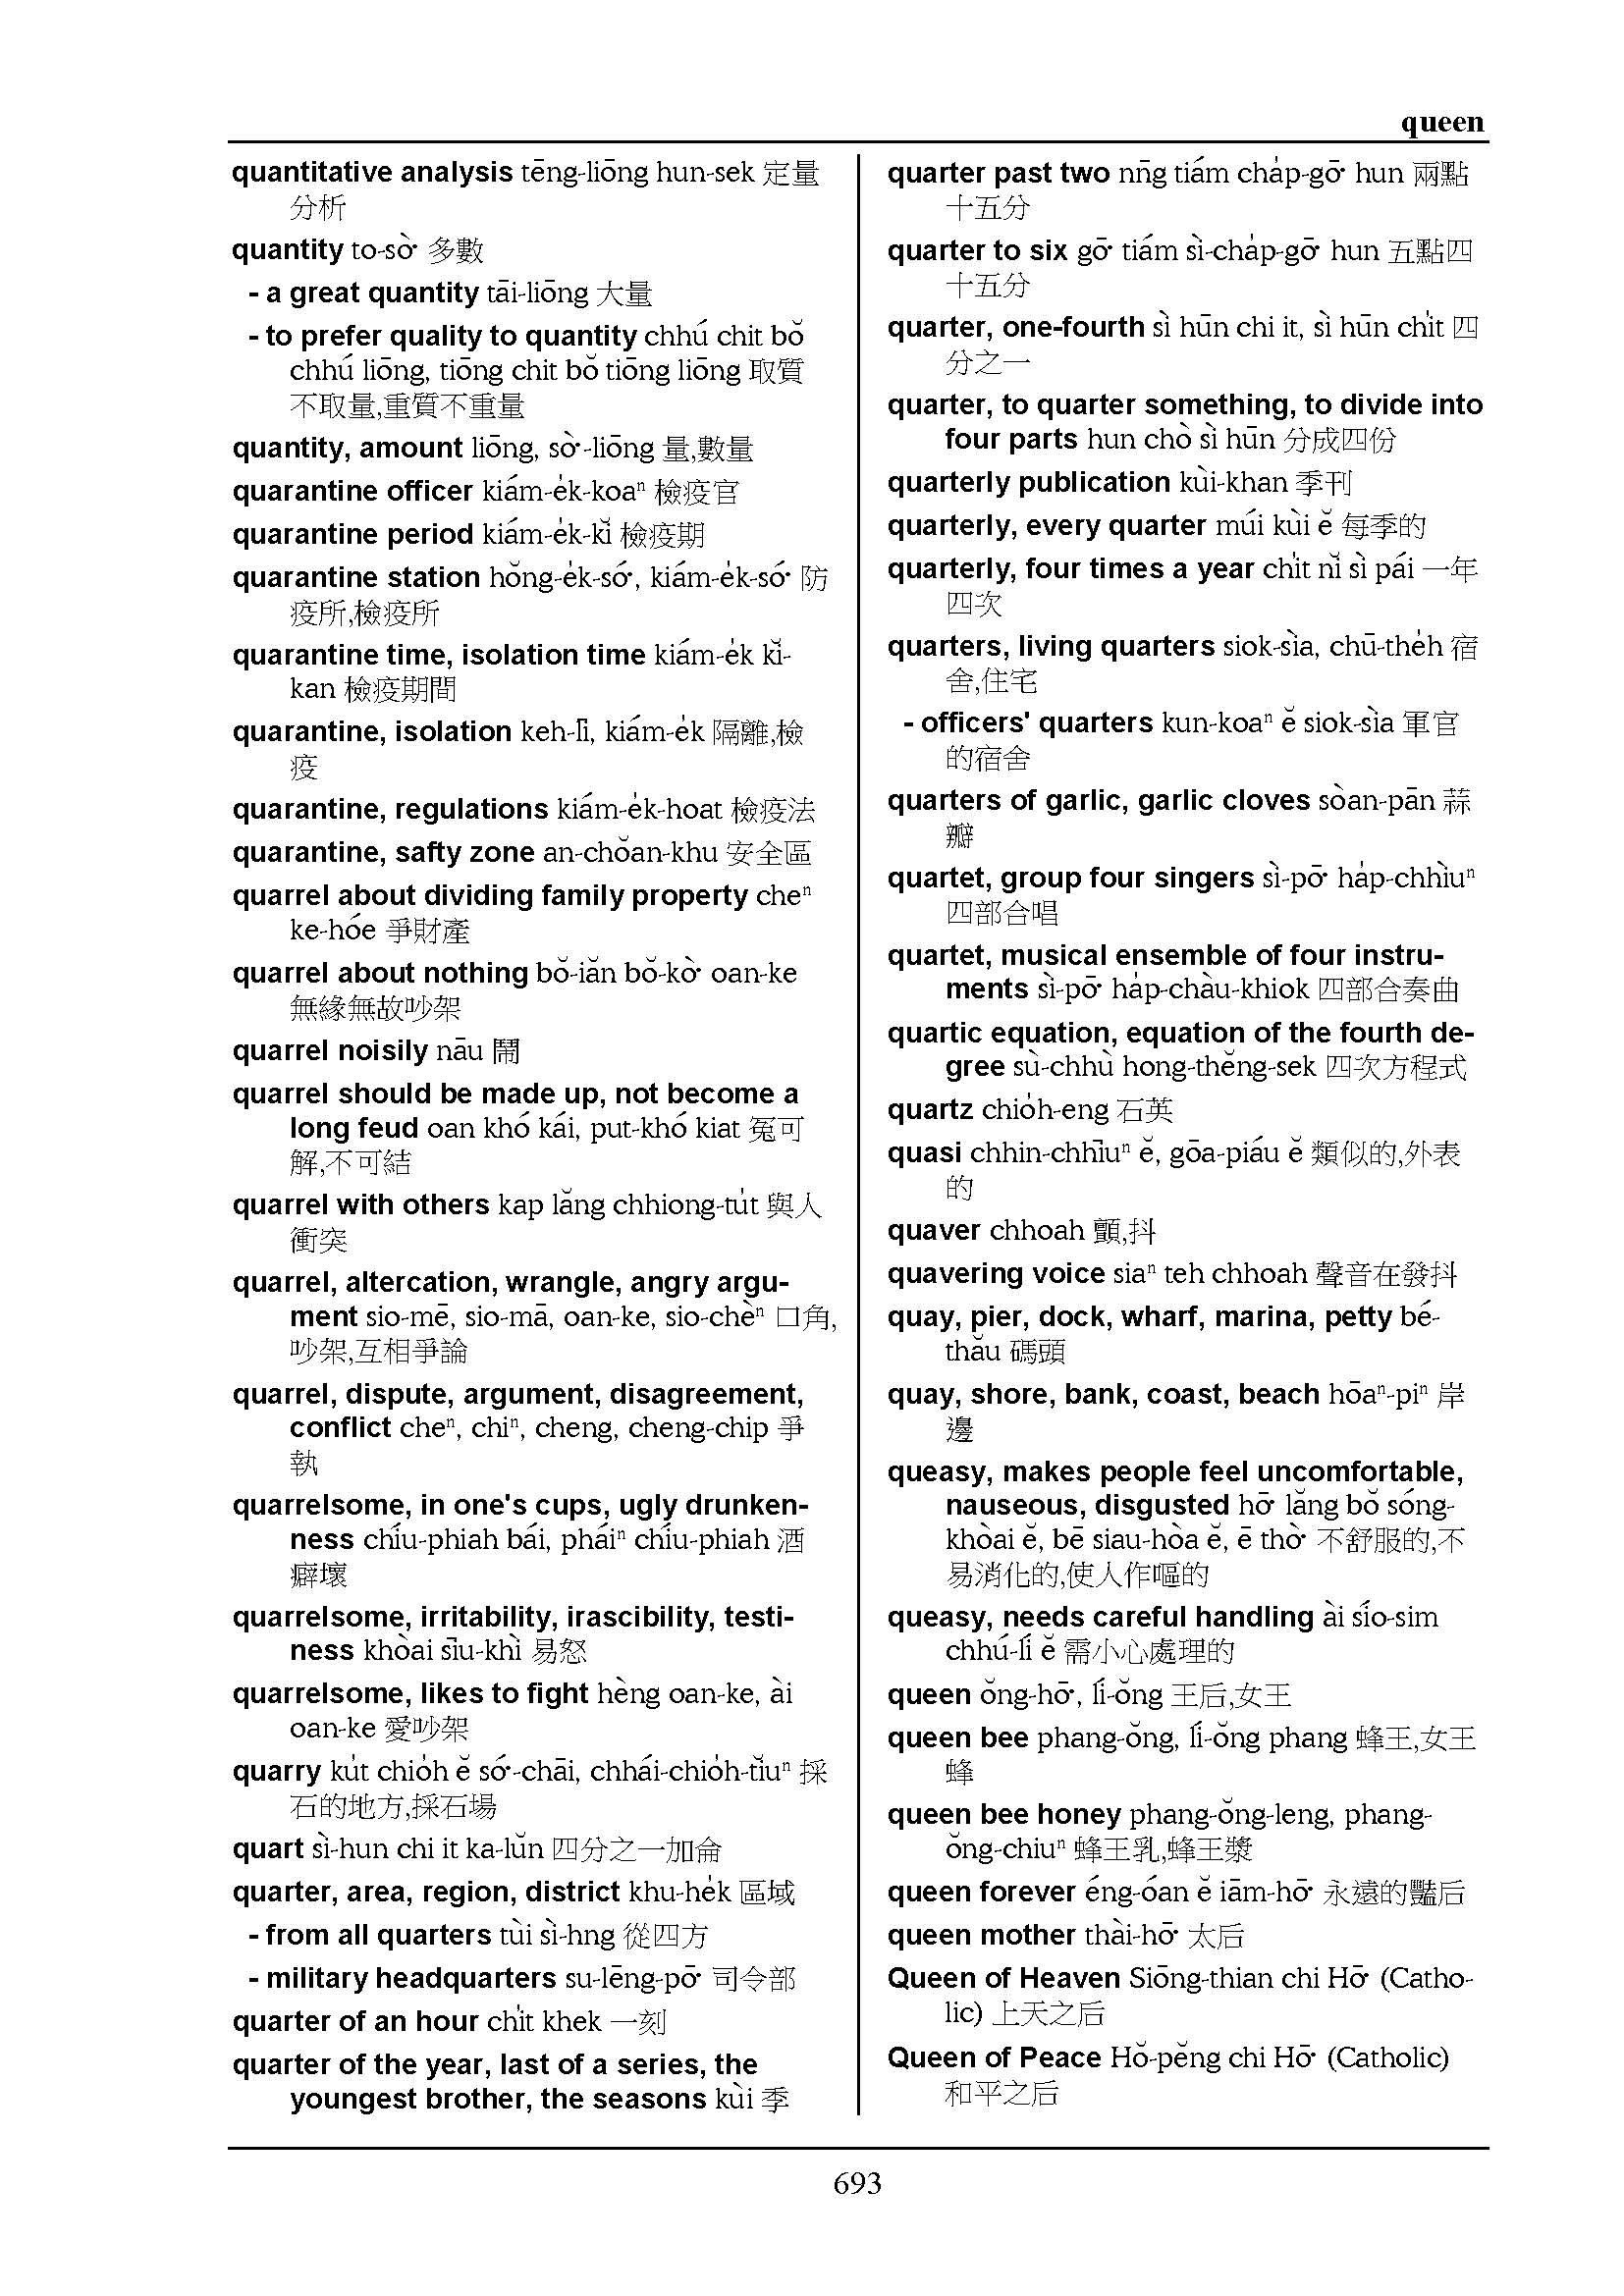 queen
quantitative analysis tēng-liōng hun-sek 定量
分析
quantity to-sò͘ 多數
- a great quantity tāi-liōng 大量
- to prefer quality to quantity chhú chit bŏ
chhú liōng, tiōng chit bŏ tiōng liōng 取質
不取量,重質不重量
quantity, amount liōng, sò͘-liōng 量,數量
quarantine officer kiám-e̍k-koaⁿ 檢疫官
quarantine period kiám-e̍k-kĭ 檢疫期
quarantine station hŏng-e̍k-só͘, kiám-e̍k-só͘ 防
疫所,檢疫所
quarantine time, isolation time kiám-e̍k kĭ-
kan 檢疫期間
quarantine, isolation keh-lī, kiám-e̍k 隔離,檢
疫
quarantine, regulations kiám-e̍k-hoat 檢疫法
quarantine, safty zone an-chŏan-khu 安全區
quarrel about dividing family property cheⁿ
ke-hóe 爭財產
quarrel about nothing bŏ-iăn bŏ-kò͘ oan-ke
無緣無故吵架
quarrel noisily nāu 鬧
quarrel should be made up, not become a
long feud oan khó kái, put-khó kiat 冤可
解,不可結
quarrel with others kap lăng chhiong-tu̍t 與人
衝突
quarrel, altercation, wrangle, angry argu-
ment sio-mē, sio-mā, oan-ke, sio-chèⁿ 口角,
吵架,互相爭論
quarrel, dispute, argument, disagreement,
conflict cheⁿ, chiⁿ, cheng, cheng-chip 爭
執
quarrelsome, in one's cups, ugly drunken-
ness chíu-phiah bái, pháiⁿ chíu-phiah 酒
癖壞
quarrelsome, irritability, irascibility, testi-
ness khòai sīu-khì 易怒
quarrelsome, likes to fight hèng oan-ke, ài
oan-ke 愛吵架
quarry ku̍t chio̍h ĕ só͘-chāi, chhái-chio̍h-tĭuⁿ 採
石的地方,採石場
quart sì-hun chi it ka-lŭn 四分之一加侖
quarter, area, region, district khu-he̍k 區域
- from all quarters tùi sì-hng 從四方
- military headquarters su-lēng-pō͘ 司令部
quarter of an hour chi̍t khek 一刻
quarter of the year, last of a series, the
youngest brother, the seasons kùi 季
quarter past two nn̄g tiám cha̍p-gō͘ hun 兩點
十五分
quarter to six gō͘ tiám sì-cha̍p-gō͘ hun 五點四
十五分
quarter, one-fourth sì hūn chi it, sì hūn chi̍t 四
分之一
quarter, to quarter something, to divide into
four parts hun chò sì hūn 分成四份
quarterly publication kùi-khan 季刊
quarterly, every quarter múi kùi ĕ 每季的
quarterly, four times a year chi̍t nĭ sì pái 一年
四次
quarters, living quarters siok-sìa, chū-the̍h 宿
舍,住宅
- officers' quarters kun-koaⁿ ĕ siok-sìa 軍官
的宿舍
quarters of garlic, garlic cloves sòan-pān 蒜
瓣
quartet, group four singers sì-pō͘ ha̍p-chhìuⁿ
四部合唱
quartet, musical ensemble of four instru-
ments sì-pō͘ ha̍p-chàu-khiok 四部合奏曲
quartic equation, equation of the fourth de-
gree sù-chhù hong-thĕng-sek 四次方程式
quartz chio̍h-eng 石英
quasi chhin-chhīuⁿ ĕ, gōa-piáu ĕ 類似的,外表
的
quaver chhoah 顫,抖
quavering voice siaⁿ teh chhoah 聲音在發抖
quay, pier, dock, wharf, marina, petty bé-
thău 碼頭
quay, shore, bank, coast, beach hōaⁿ-piⁿ 岸
邊
queasy, makes people feel uncomfortable,
nauseous, disgusted hō͘ lăng bŏ sóng-
khòai ĕ, bē siau-hòa ĕ, ē thò͘ 不舒服的,不
易消化的,使人作嘔的
queasy, needs careful handling ài sío-sim
chhú-lí ĕ 需小心處理的
queen ŏng-hō͘, lí-ŏng 王后,女王
queen bee phang-ŏng, lí-ŏng phang 蜂王,女王
蜂
queen bee honey phang-ŏng-leng, phang-
ŏng-chiuⁿ 蜂王乳,蜂王漿
queen forever éng-óan ĕ iām-hō͘ 永遠的豔后
queen mother thài-hō͘ 太后
Queen of Heaven Siōng-thian chi Hō͘ (Catho-
lic) 上天之后
Queen of Peace Hŏ-pĕng chi Hō͘ (Catholic)
和平之后
693